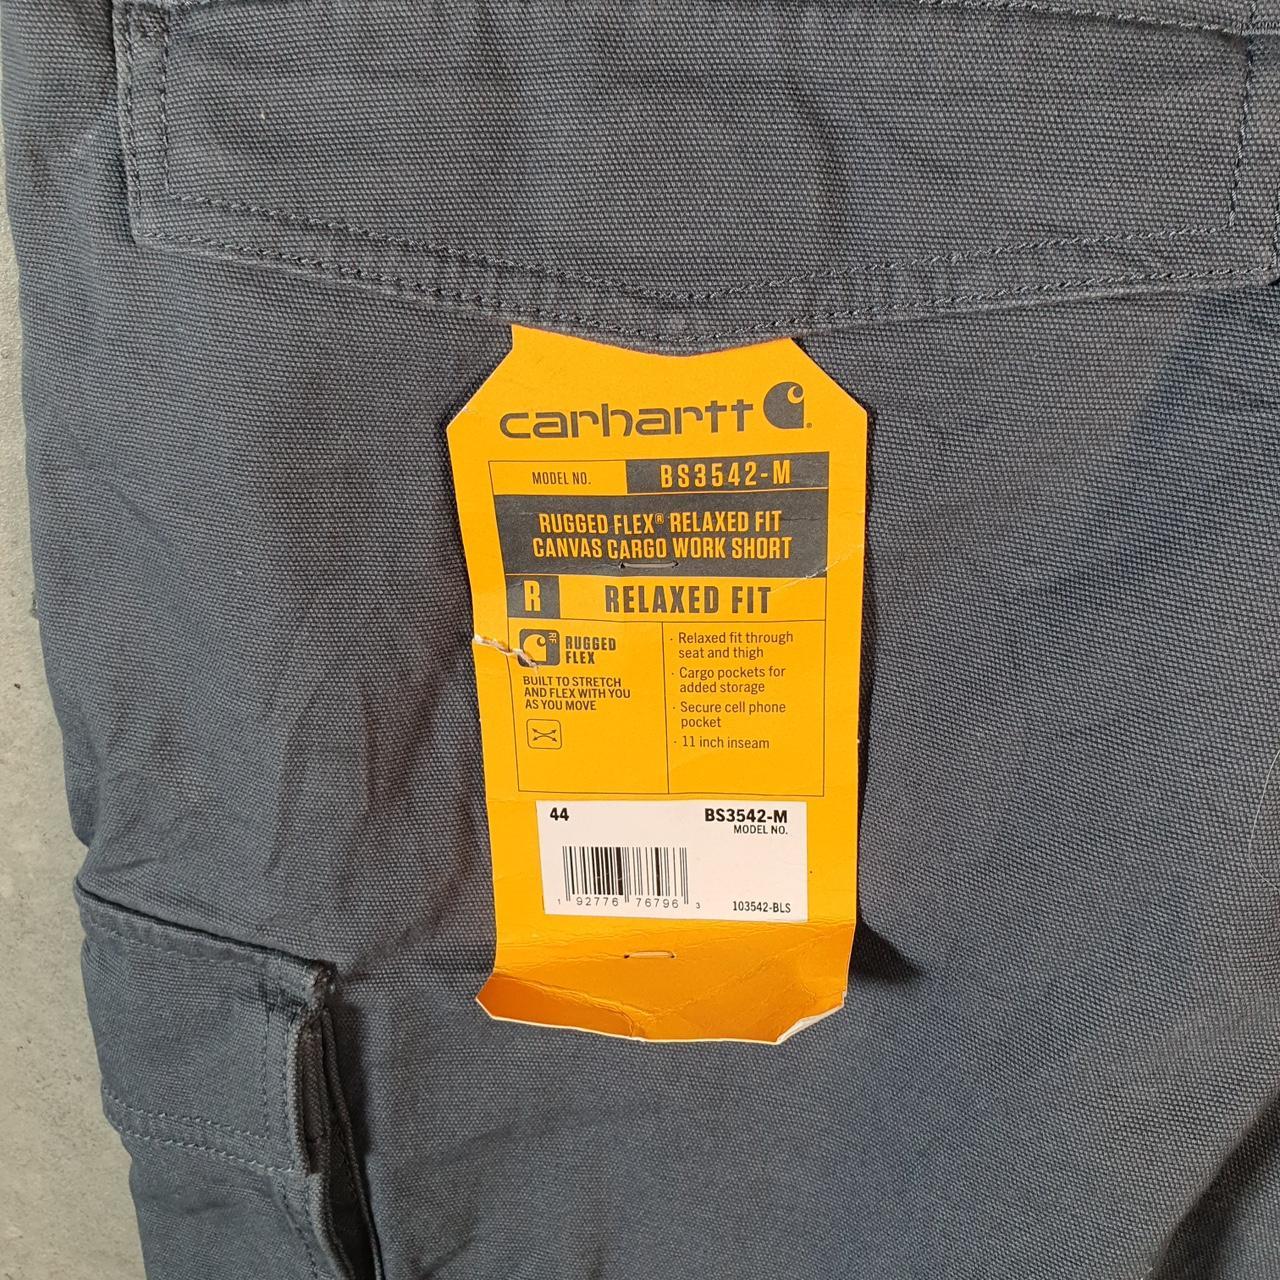 carhartt
MODEL NO. BS3542-M
RUGGED FLEX® RELAXED FIT
CANVAS CARGO WORK SHORT
R RELAXED FIT
RF
RUGGED
FLEX
BUILT TO STRETCH
AND FLEX WITH YOU
AS YOU MOVE
· Relaxed fit through
seat and thigh
· Cargo pockets for
added storage
· Secure cell phone
pocket
· 11 inch inseam
44 BS3542-M
MODEL NO.
1 92776 76796 3
103542-BLS